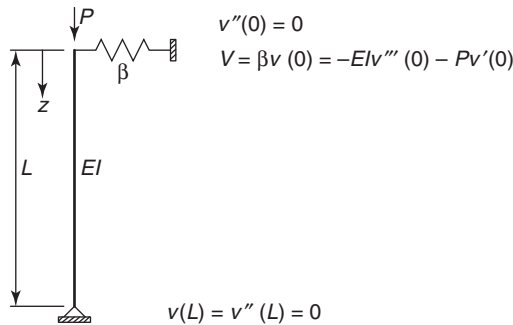 P
v″(0) = 0
V = βv (0) = –EIv‴ (0) – Pv′(0)
β
z
L
EI
v(L) = v″ (L) = 0